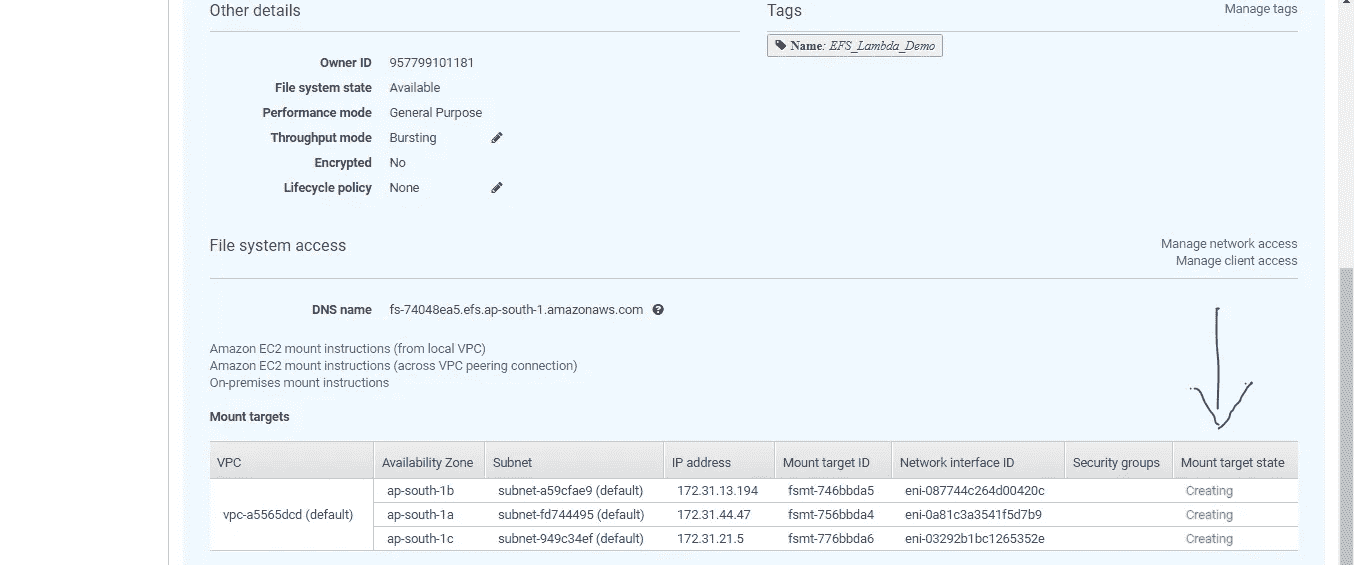 Other details
Owner ID 957799101181
File system state Available
Performance mode General Purpose
Throughput mode Bursting
Encrypted No
Lifecycle policy None
Tags Manage tags
Name: EFS_Lambda_Demo
File system access
Manage network access
Manage client access
DNS name fs-74048ea5.efs.ap-south-1.amazonaws.com ?
Amazon EC2 mount instructions (from local VPC)
Amazon EC2 mount instructions (across VPC peering connection)
On-premises mount instructions
Mount targets
VPC Availability Zone Subnet IP address Mount target ID Network interface ID Security groups Mount target state
ap-south-1b subnet-a59cfae9 (default) 172.31.13.194 fsmt-746bbda5 eni-087744c264d00420c Creating
vpc-a5565dcd (default) ap-south-1a subnet-fd744495 (default) 172.31.44.47 fsmt-756bbda4 eni-0a81c3a3541f5d7b9 Creating
ap-south-1c subnet-949c34ef (default) 172.31.21.5 fsmt-776bbda6 eni-03292b1bc1265352e Creating